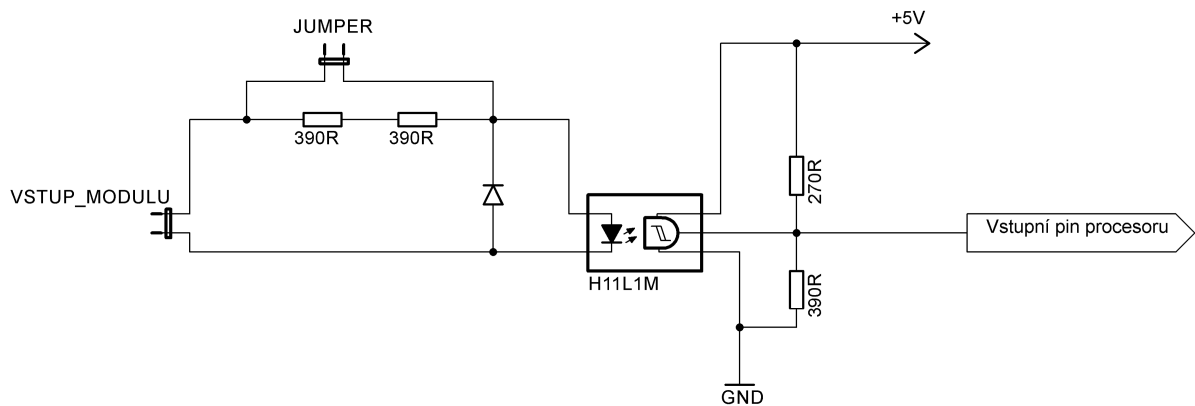 +5V
JUMPER
390R
390R
270R
VSTUP_MODULU
Vstupní pin procesoru
390R
H11L1M
GND